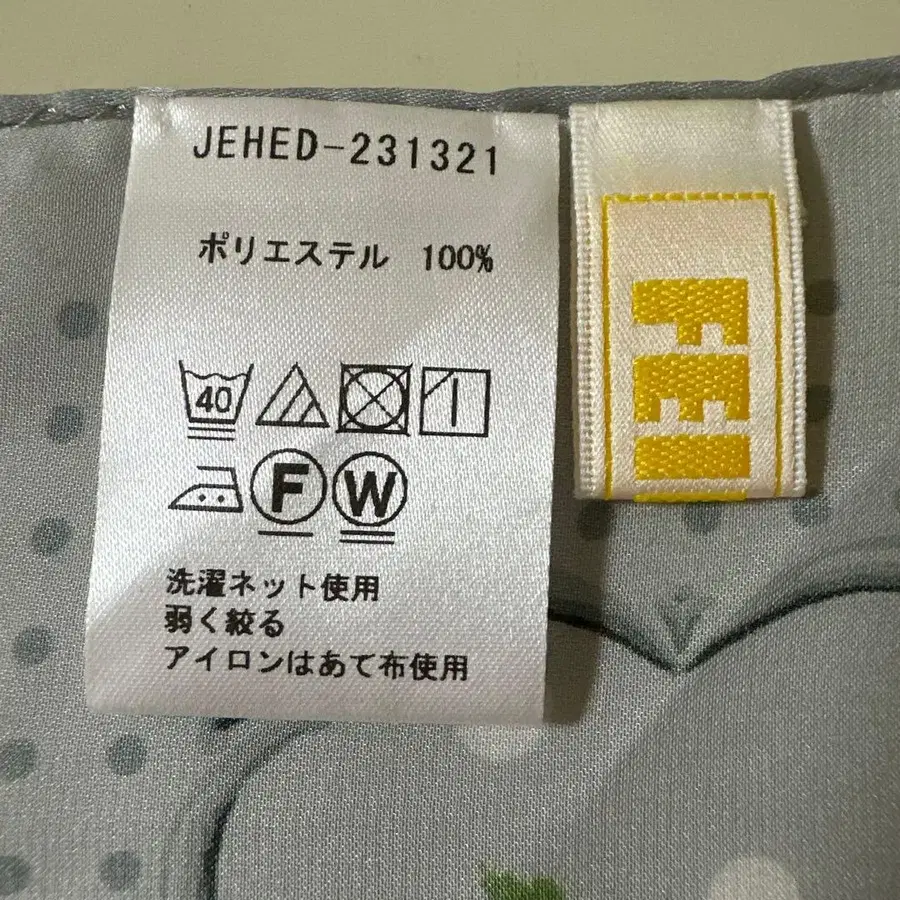 JEHED-231321
ポリエステル 100%
40
F W
洗濯ネット使用
弱く絞る
アイロンはあて布使用
FEI